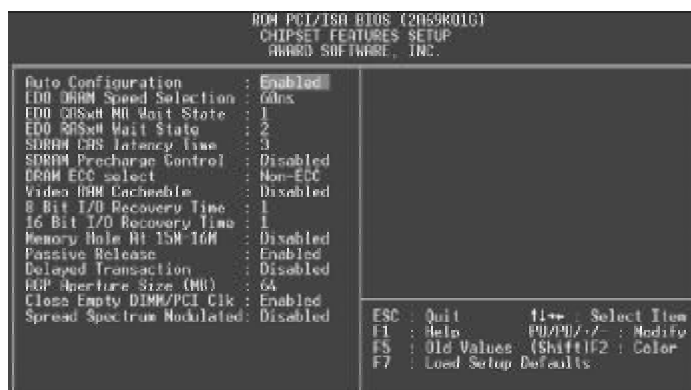 ROM PCI/ISA BIOS (2A69K01G)
CHIPSET FEATURES SETUP
AWARD SOFTWARE, INC.
Auto Configuration : Enabled
EDO DRAM Speed Selection : 60ns
EDO CASx# MA Wait State : 1
EDO RASx# Wait State : 2
SDRAM CAS latency Time : 3
SDRAM Precharge Control : Disabled
DRAM ECC select : Non-ECC
Video RAM Cacheable : Disabled
8 Bit I/O Recovery Time : 1
16 Bit I/O Recovery Time : 1
Memory Hole At 15M-16M : Disabled
Passive Release : Enabled
Delayed Transaction : Disabled
AGP Aperture Size (MB) : 64
Close Empty DIMM/PCI Clk : Enabled
Spread Spectrum Modulated: Disabled
ESC : Quit ↑↓→← : Select Item
F1 : Help PU/PD/+/- : Modify
F5 : Old Values (Shift)F2 : Color
F7 : Load Setup Defaults